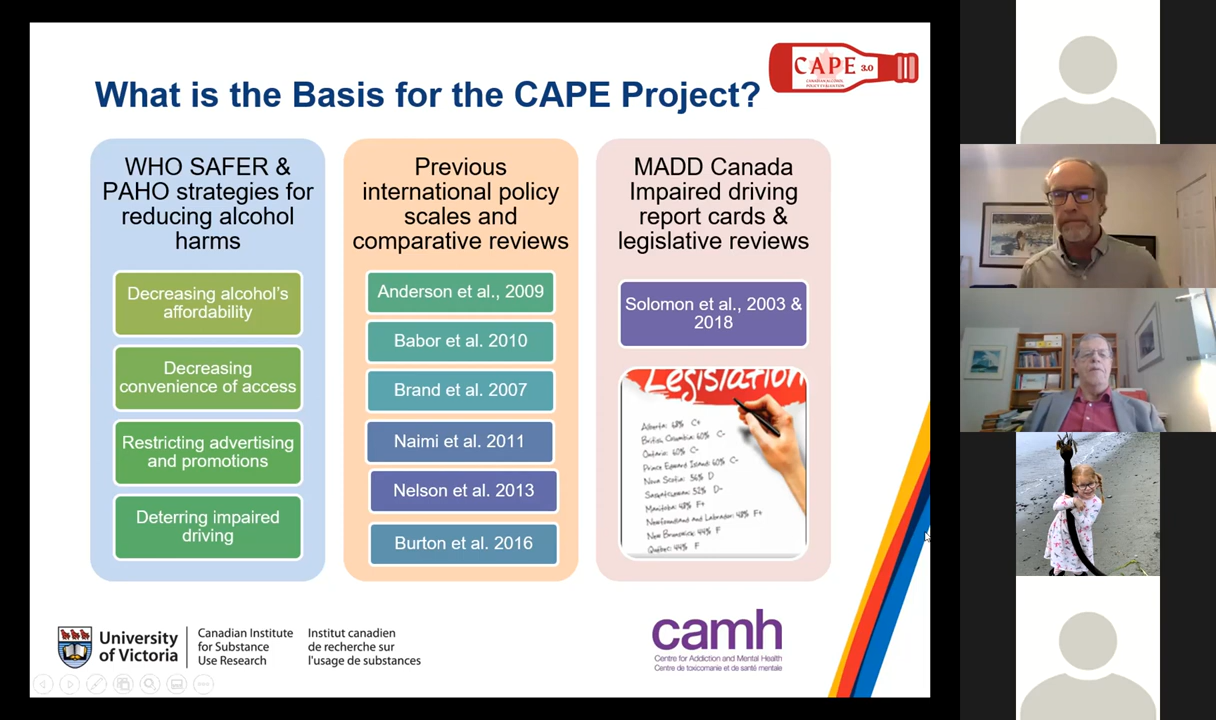 What is the Basis for the CAPE Project?
CAPE 3.0
CANADIAN ALCOHOL
POLICY EVALUATION
WHO SAFER &
PAHO strategies for
reducing alcohol
harms
Decreasing alcohol's
affordability
Decreasing
convenience of access
Restricting advertising
and promotions
Deterring impaired
driving
Previous
international policy
scales and
comparative reviews
Anderson et al., 2009
Babor et al. 2010
Brand et al. 2007
Naimi et al. 2011
Nelson et al. 2013
Burton et al. 2016
MADD Canada
Impaired driving
report cards &
legislative reviews
Solomon et al., 2003 &
2018
Legislation
Alberta: 68% C+
British Columbia: 60% C-
Ontario: 60% C-
Prince Edward Island: 60% C-
Nova Scotia: 56% D
Saskatchewan: 52% D-
Manitoba: 48% F+
Newfoundland and Labrador: 48% F+
New Brunswick: 44% F
Québec: 44% F
University
of Victoria
Canadian Institute
for Substance
Use Research
Institut canadien
de recherche sur
l'usage de substances
camh
Centre for Addiction and Mental Health
Centre de toxicomanie et de santé mentale